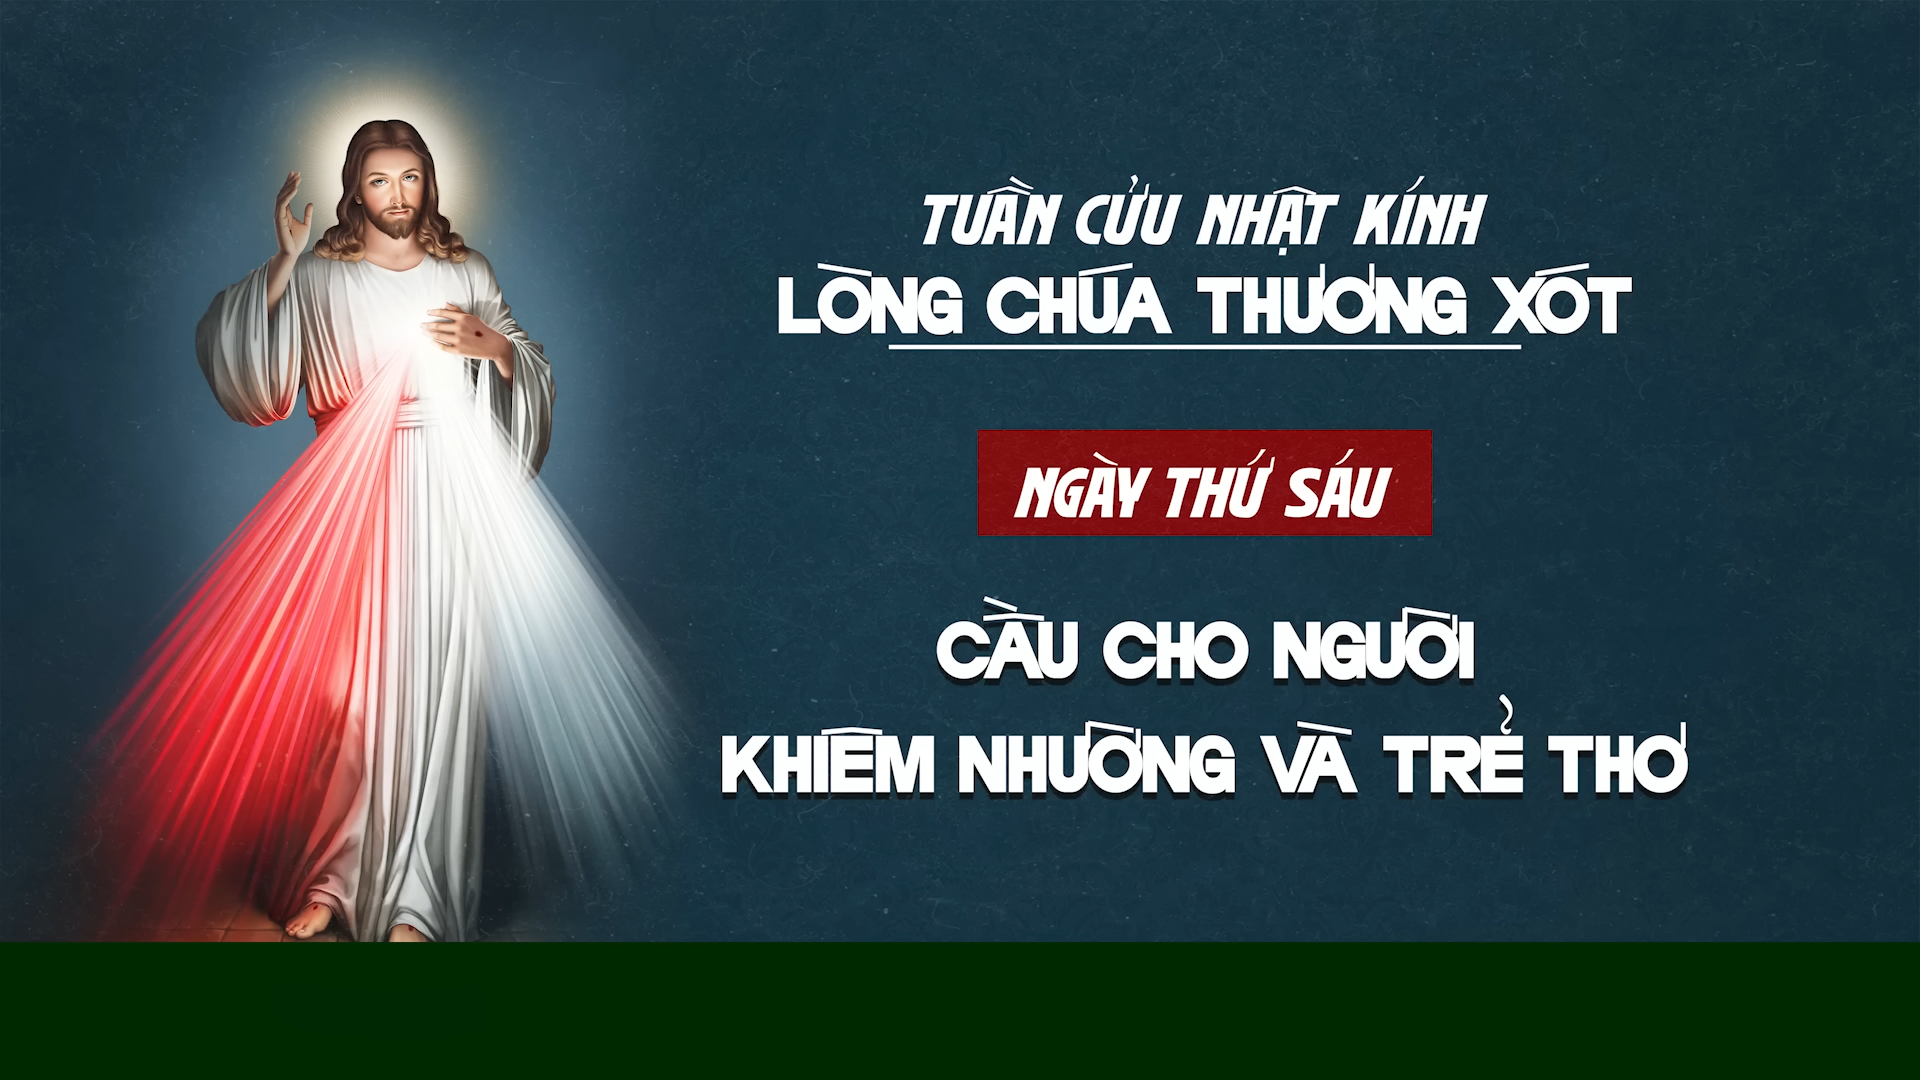 TUẦN CỬU NHẬT KÍNH
LÒNG CHÚA THƯƠNG XÓT
NGÀY THỨ SÁU
CẦU CHO NGƯỜI
KHIÊM NHƯỜNG VÀ TRẺ THƠ